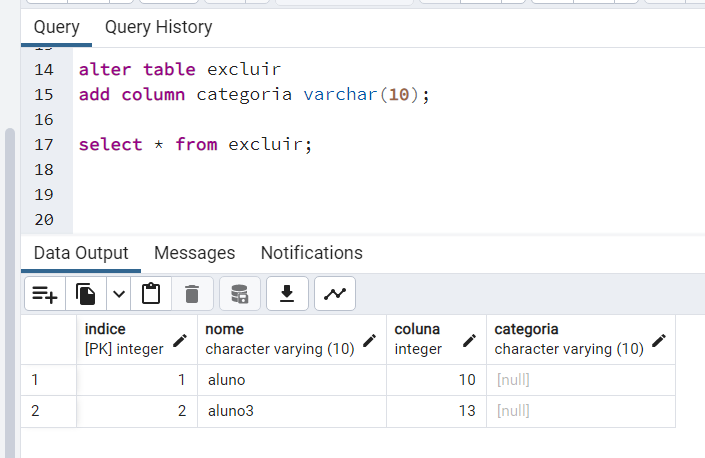 Query Query History
14 alter table excluir
15 add column categoria varchar(10);
16
17 select * from excluir;
18
19
20
Data Output Messages Notifications
indice nome coluna categoria
[PK] integer character varying (10) integer character varying (10)
1 1 aluno 10 [null]
2 2 aluno3 13 [null]